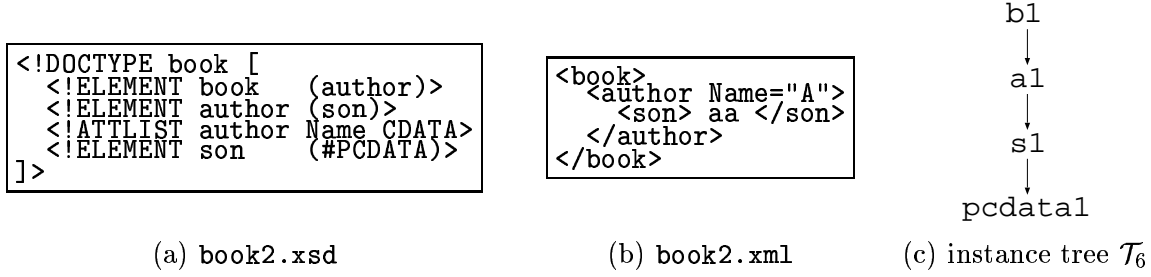 <!DOCTYPE book [
<!ELEMENT book (author)>
<!ELEMENT author (son)>
<!ATTLIST author Name CDATA>
<!ELEMENT son (#PCDATA)>
]>
(a) book2.xsd
<book>
<author Name="A">
<son> aa </son>
</author>
</book>
(b) book2.xml
b1
a1
s1
pcdata1
(c) instance tree 𝒯₆